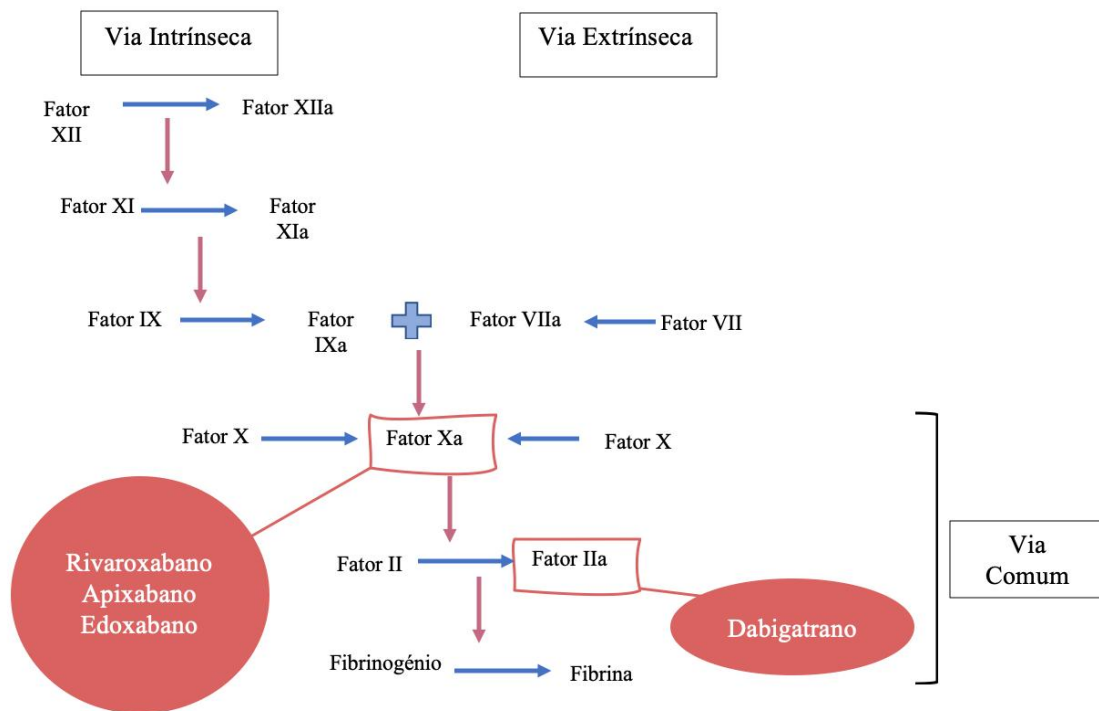 Via Intrínseca
Via Extrínseca
Fator
XII
Fator XIIa
Fator XI
Fator
XIa
Fator IX
Fator
IXa
Fator VIIa
Fator VII
Fator X
Fator Xa
Fator X
Rivaroxabano
Apixabano
Edoxabano
Fator II
Fator IIa
Via
Comum
Dabigatrano
Fibrinogénio
Fibrina